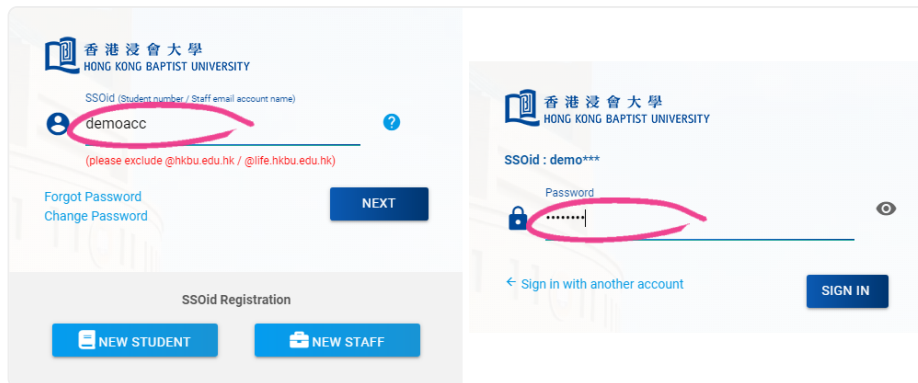 香港浸會大學
HONG KONG BAPTIST UNIVERSITY
SSOid (Student number / Staff email account name)
demoacc
?
(please exclude @hkbu.edu.hk / @life.hkbu.edu.hk)
Forgot Password
Change Password
NEXT
SSOid Registration
NEW STUDENT
NEW STAFF
香港浸會大學
HONG KONG BAPTIST UNIVERSITY
SSOid : demo***
Password
••••••••
← Sign in with another account
SIGN IN